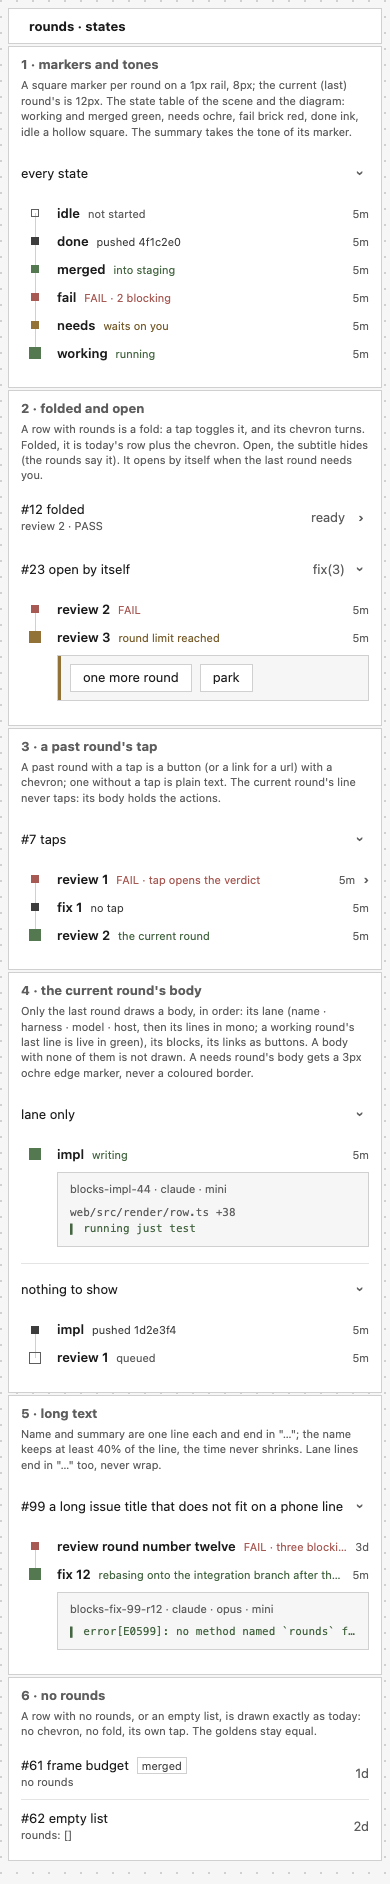 rounds · states
1 · markers and tones
A square marker per round on a 1px rail, 8px; the current (last)
round's is 12px. The state table of the scene and the diagram:
working and merged green, needs ochre, fail brick red, done ink,
idle a hollow square. The summary takes the tone of its marker.
every state
idle not started 5m
done pushed 4f1c2e0 5m
merged into staging 5m
fail FAIL · 2 blocking 5m
needs waits on you 5m
working running 5m
2 · folded and open
A row with rounds is a fold: a tap toggles it, and its chevron turns.
Folded, it is today's row plus the chevron. Open, the subtitle hides
(the rounds say it). It opens by itself when the last round needs
you.
#12 folded ready ›
review 2 · PASS
#23 open by itself fix(3)
review 2 FAIL 5m
review 3 round limit reached 5m
one more round park
3 · a past round's tap
A past round with a tap is a button (or a link for a url) with a
chevron; one without a tap is plain text. The current round's line
never taps: its body holds the actions.
#7 taps
review 1 FAIL · tap opens the verdict 5m ›
fix 1 no tap 5m
review 2 the current round 5m
4 · the current round's body
Only the last round draws a body, in order: its lane (name ·
harness · model · host, then its lines in mono; a working round's
last line is live in green), its blocks, its links as buttons. A body
with none of them is not drawn. A needs round's body gets a 3px
ochre edge marker, never a coloured border.
lane only
impl writing 5m
blocks-impl-44 · claude · mini
web/src/render/row.ts +38
running just test
nothing to show
impl pushed 1d2e3f4 5m
review 1 queued 5m
5 · long text
Name and summary are one line each and end in "…"; the name
keeps at least 40% of the line, the time never shrinks. Lane lines
end in "…" too, never wrap.
#99 a long issue title that does not fit on a phone line
review round number twelve FAIL · three blocki… 3d
fix 12 rebasing onto the integration branch after th… 5m
blocks-fix-99-r12 · claude · opus · mini
error[E0599]: no method named `rounds` f…
6 · no rounds
A row with no rounds, or an empty list, is drawn exactly as today:
no chevron, no fold, its own tap. The goldens stay equal.
#61 frame budget merged 1d
no rounds
#62 empty list 2d
rounds: []